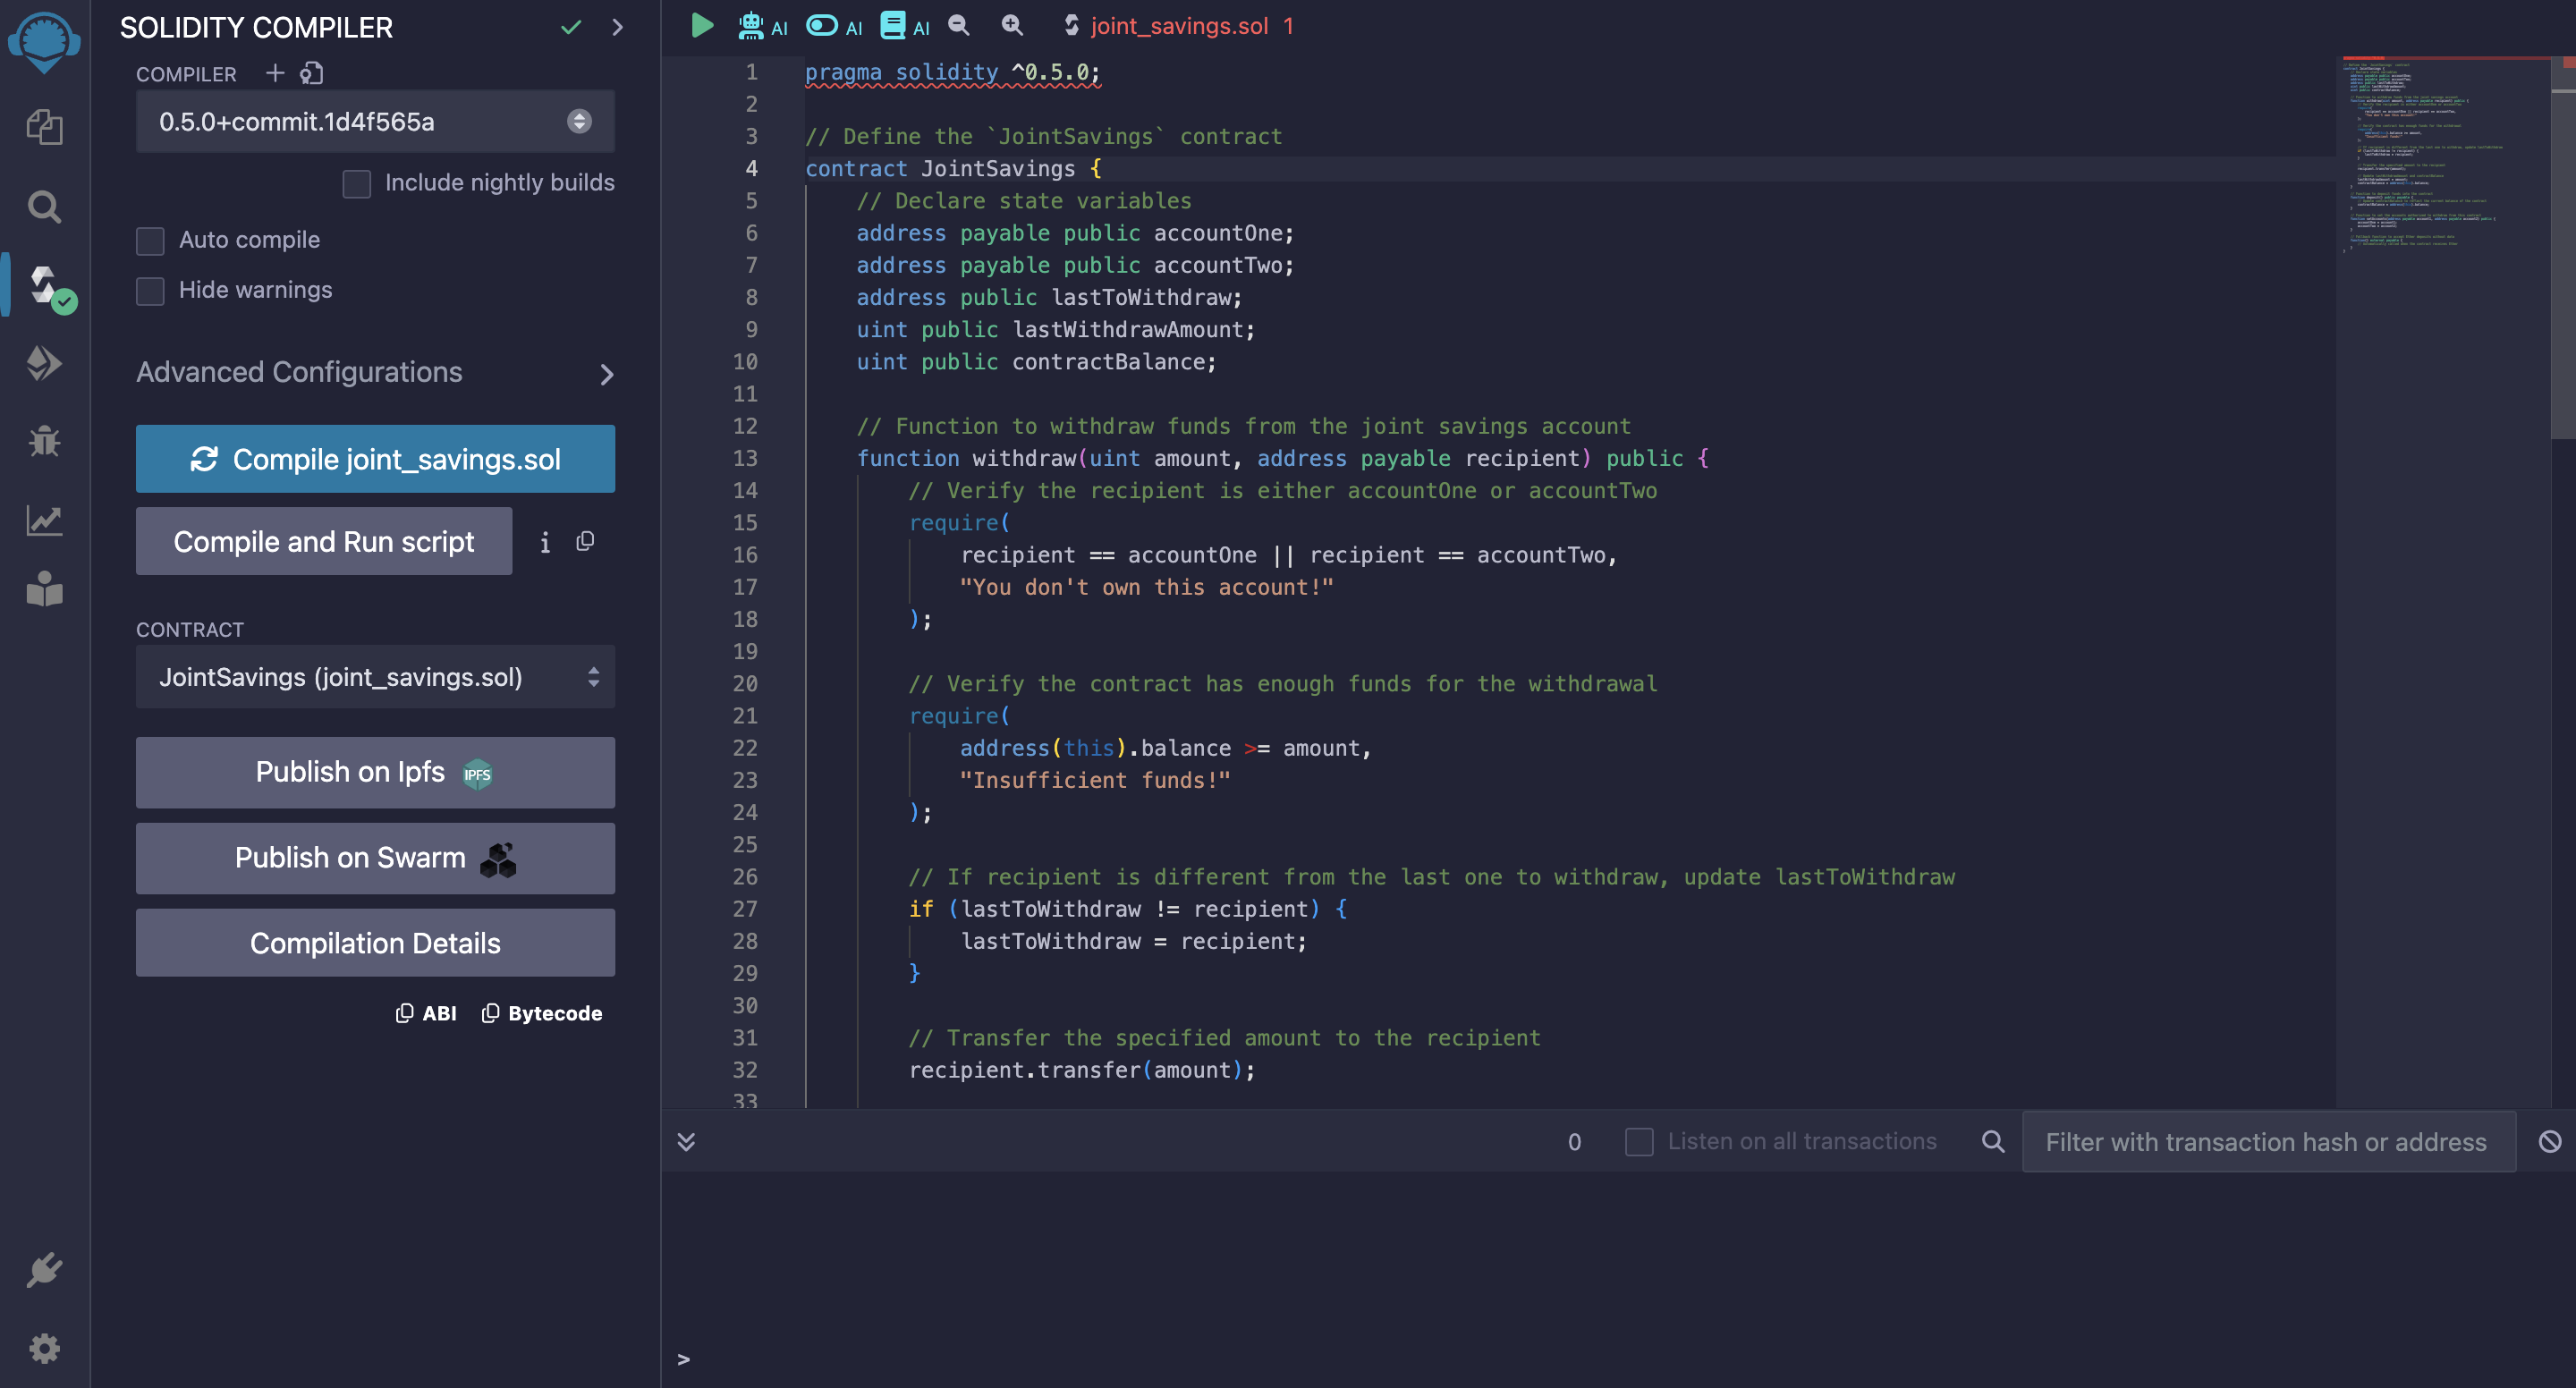 SOLIDITY COMPILER
COMPILER
0.5.0+commit.1d4f565a
Include nightly builds
Auto compile
Hide warnings
Advanced Configurations
Compile joint_savings.sol
Compile and Run script
i
CONTRACT
JointSavings (joint_savings.sol)
Publish on Ipfs IPFS
Publish on Swarm
Compilation Details
ABI Bytecode
AI AI AI joint_savings.sol 1
1 pragma solidity ^0.5.0;
2
3 // Define the `JointSavings` contract
4 contract JointSavings {
5 // Declare state variables
6 address payable public accountOne;
7 address payable public accountTwo;
8 address public lastToWithdraw;
9 uint public lastWithdrawAmount;
10 uint public contractBalance;
11
12 // Function to withdraw funds from the joint savings account
13 function withdraw(uint amount, address payable recipient) public {
14 // Verify the recipient is either accountOne or accountTwo
15 require(
16 recipient == accountOne || recipient == accountTwo,
17 "You don't own this account!"
18 );
19
20 // Verify the contract has enough funds for the withdrawal
21 require(
22 address(this).balance >= amount,
23 "Insufficient funds!"
24 );
25
26 // If recipient is different from the last one to withdraw, update lastToWithdraw
27 if (lastToWithdraw != recipient) {
28 lastToWithdraw = recipient;
29 }
30
31 // Transfer the specified amount to the recipient
32 recipient.transfer(amount);
33
0 Listen on all transactions Filter with transaction hash or address
>